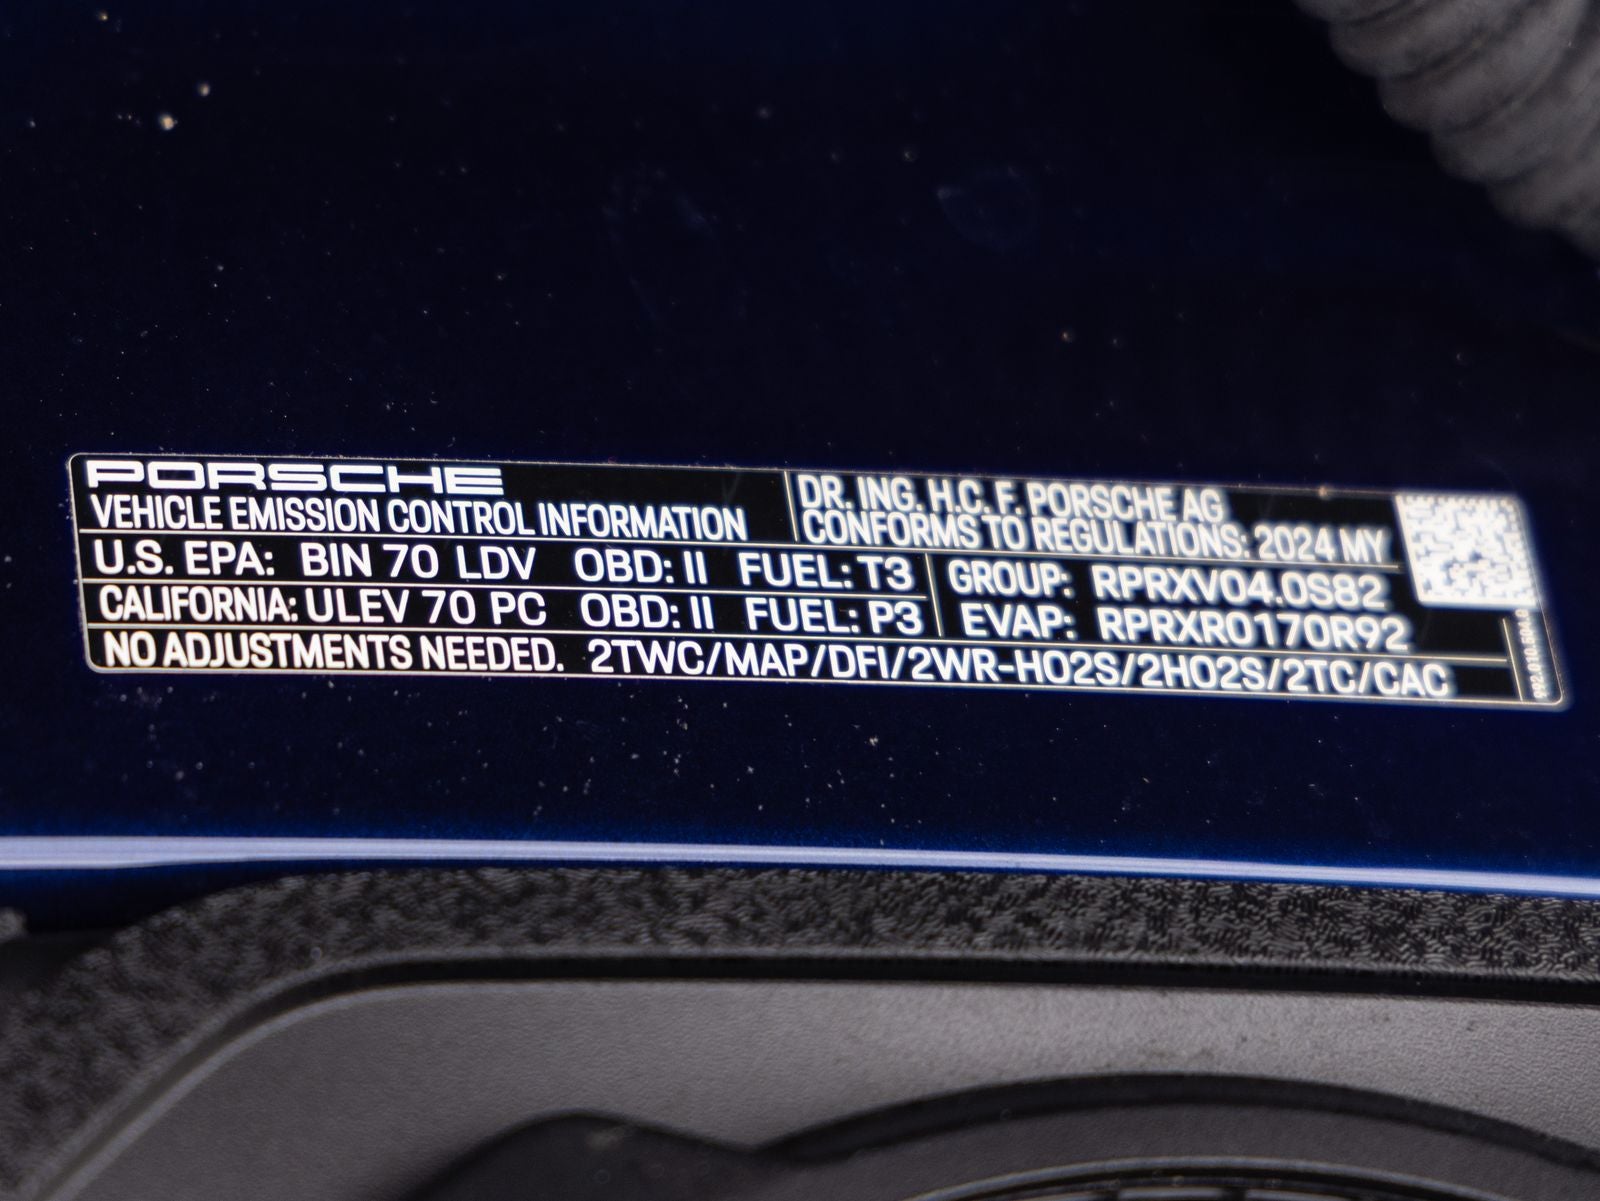 PORSCHE
VEHICLE EMISSION CONTROL INFORMATION
DR. ING. H.C. F. PORSCHE AG
CONFORMS TO REGULATIONS: 2024 MY
U.S. EPA: BIN 70 LDV OBD: II FUEL: T3
CALIFORNIA: ULEV 70 PC OBD: II FUEL: P3
GROUP: RPRXV04.0S82
EVAP: RPRXR0170R92
NO ADJUSTMENTS NEEDED. 2TWC/MAP/DFI/2WR-HO2S/2HO2S/2TC/CAC